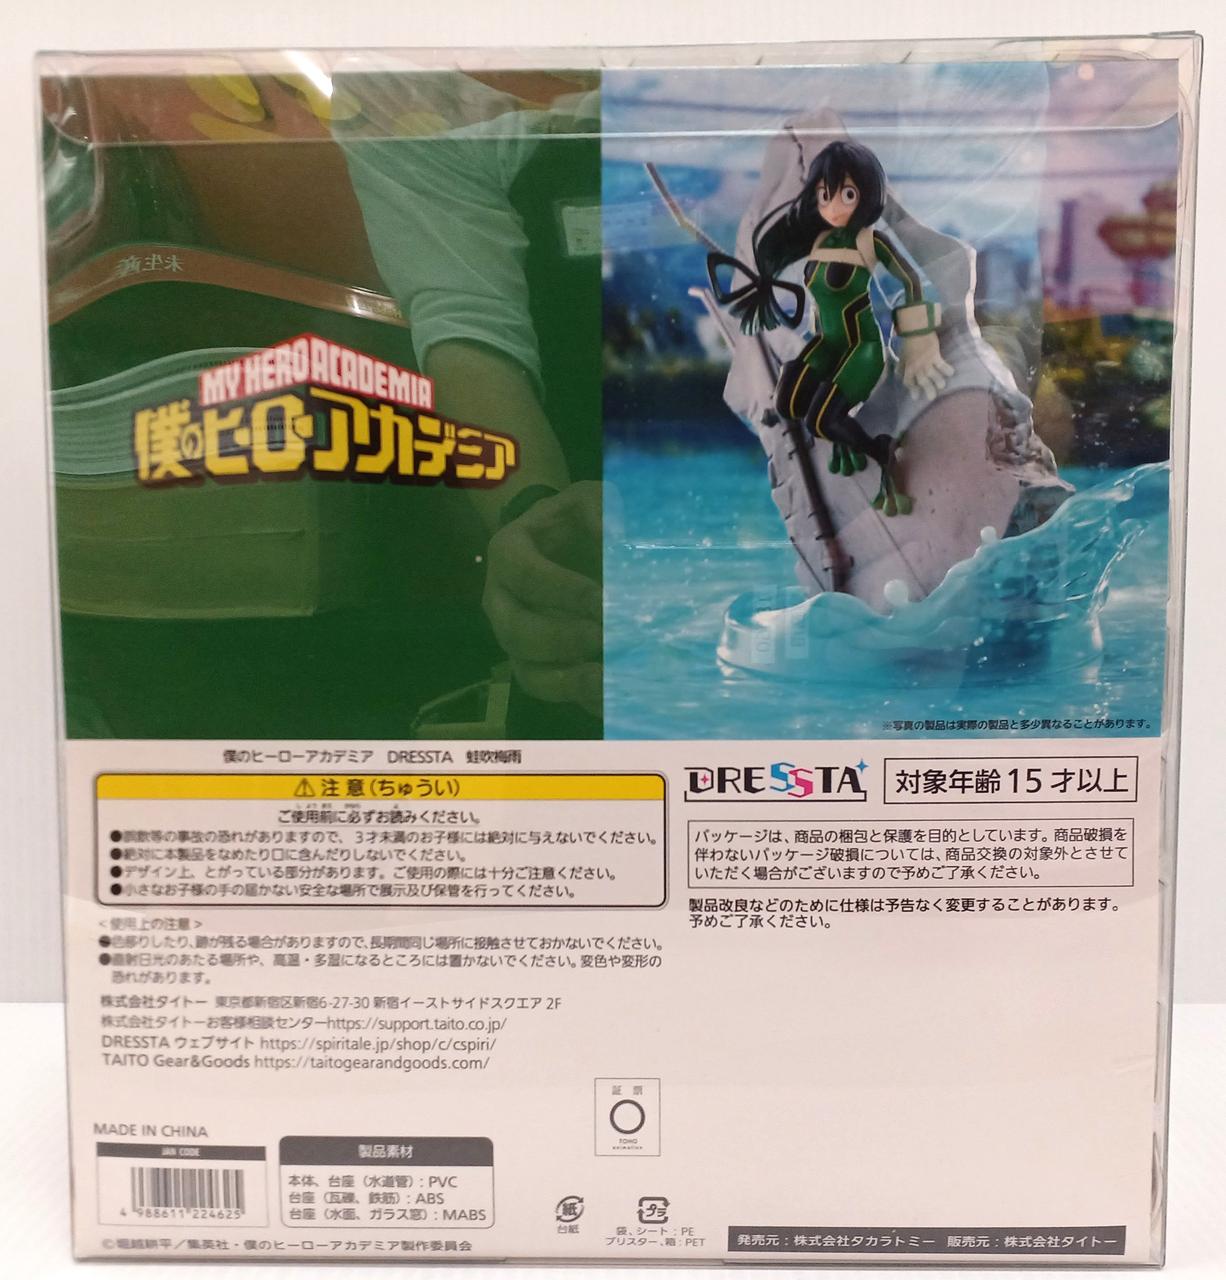 MY HERO ACADEMIA
僕のヒーローアカデミア
※写真の製品は実際の製品と多少異なることがあります。
僕のヒーローアカデミア DRESSTA 蛙吹梅雨
注意(ちゅうい)
ご使用前に必ずお読みください。
●誤飲等の事故の恐れがありますので、3才未満のお子様には絶対に与えないでください。
●絶対に本製品をなめたり口に含んだりしないでください。
●デザイン上、とがっている部分があります。ご使用の際には十分ご注意ください。
●小さなお子様の手の届かない安全な場所で展示及び保管を行ってください。
<使用上の注意>
●色移りしたり、跡が残る場合がありますので、長期間同じ場所に接触させておかないでください。
●直射日光のあたる場所や、高温・多湿になるところには置かないでください。変色や変形の
恐れがあります。
株式会社タイトー 東京都新宿区新宿6-27-30 新宿イーストサイドスクエア 2F
株式会社タイトーお客様相談センターhttps://support.taito.co.jp/
DRESSTA ウェブサイト https://spiritale.jp/shop/c/cspiri/
TAITO Gear&Goods https://taitogearandgoods.com/
DRESSTA
対象年齢 15 才以上
パッケージは、商品の梱包と保護を目的としています。商品破損を
伴わないパッケージ破損については、商品交換の対象外とさせて
いただく場合がございますので予めご了承ください。
製品改良などのために仕様は予告なく変更することがあります。
予めご了承ください。
証票
TOHO
animation
MADE IN CHINA
JAN CODE
4 988611 224625
製品素材
本体、台座(水道管):PVC
台座(瓦礫、鉄筋):ABS
台座(水面、ガラス窓):MABS
紙
台紙
プラ
袋、シート:PE
ブリスター、箱:PET
©堀越耕平/集英社・僕のヒーローアカデミア製作委員会
発売元:株式会社タカラトミー 販売元:株式会社タイトー